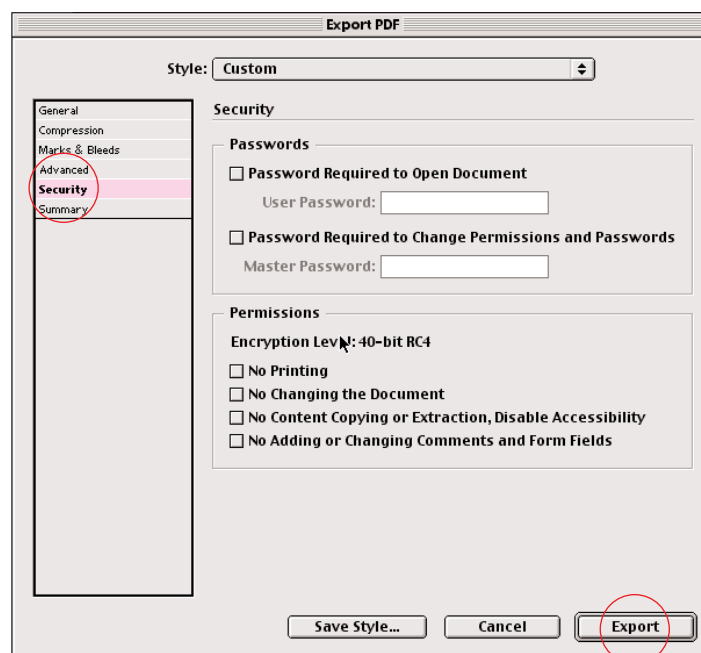 Export PDF
Style: Custom
General
Compression
Marks & Bleeds
Advanced
Security
Summary
Security
Passwords
Password Required to Open Document
User Password:
Password Required to Change Permissions and Passwords
Master Password:
Permissions
Encryption Level: 40-bit RC4
No Printing
No Changing the Document
No Content Copying or Extraction, Disable Accessibility
No Adding or Changing Comments and Form Fields
Save Style... Cancel Export